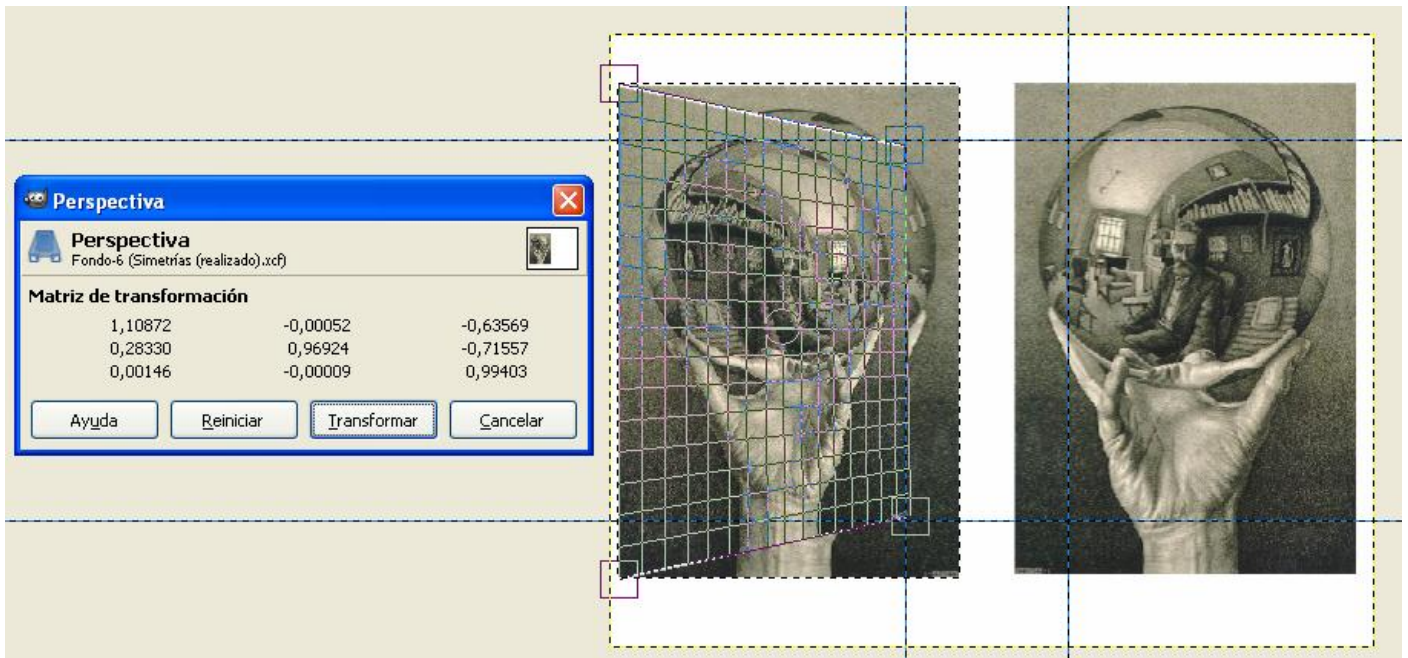 Perspectiva
Perspectiva
Fondo-6 (Simetrías (realizado).xcf)
Matriz de transformación
1,10872 -0,00052 -0,63569
0,28330 0,96924 -0,71557
0,00146 -0,00009 0,99403
Ayuda Reiniciar Transformar Cancelar